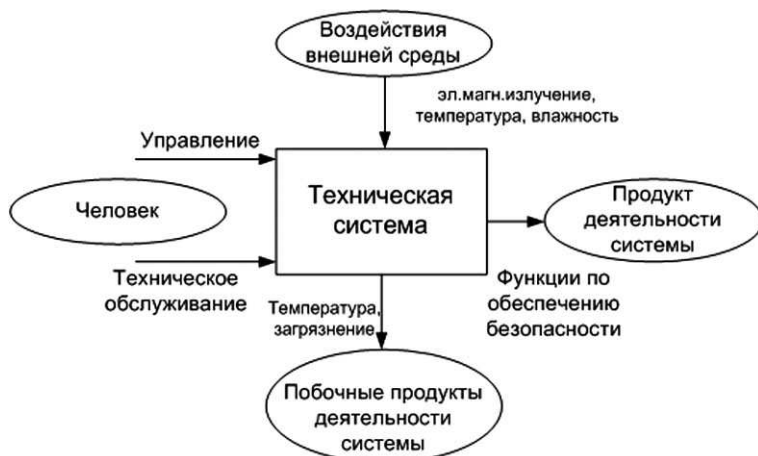 Воздействия
внешней среды
эл.магн.излучение,
температура, влажность
Управление
Человек
Техническая
система
Продукт
деятельности
системы
Техническое
обслуживание
Температура,
загрязнение
Функции по
обеспечению
безопасности
Побочные продукты
деятельности
системы